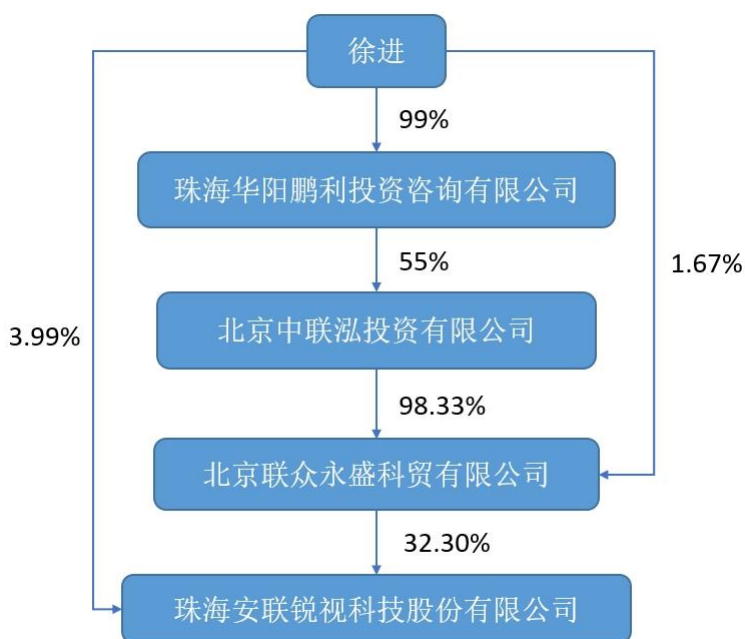 徐进
99%
珠海华阳鹏利投资咨询有限公司
55%
1.67%
北京中联泓投资有限公司
3.99%
98.33%
北京联众永盛科贸有限公司
32.30%
珠海安联锐视科技股份有限公司